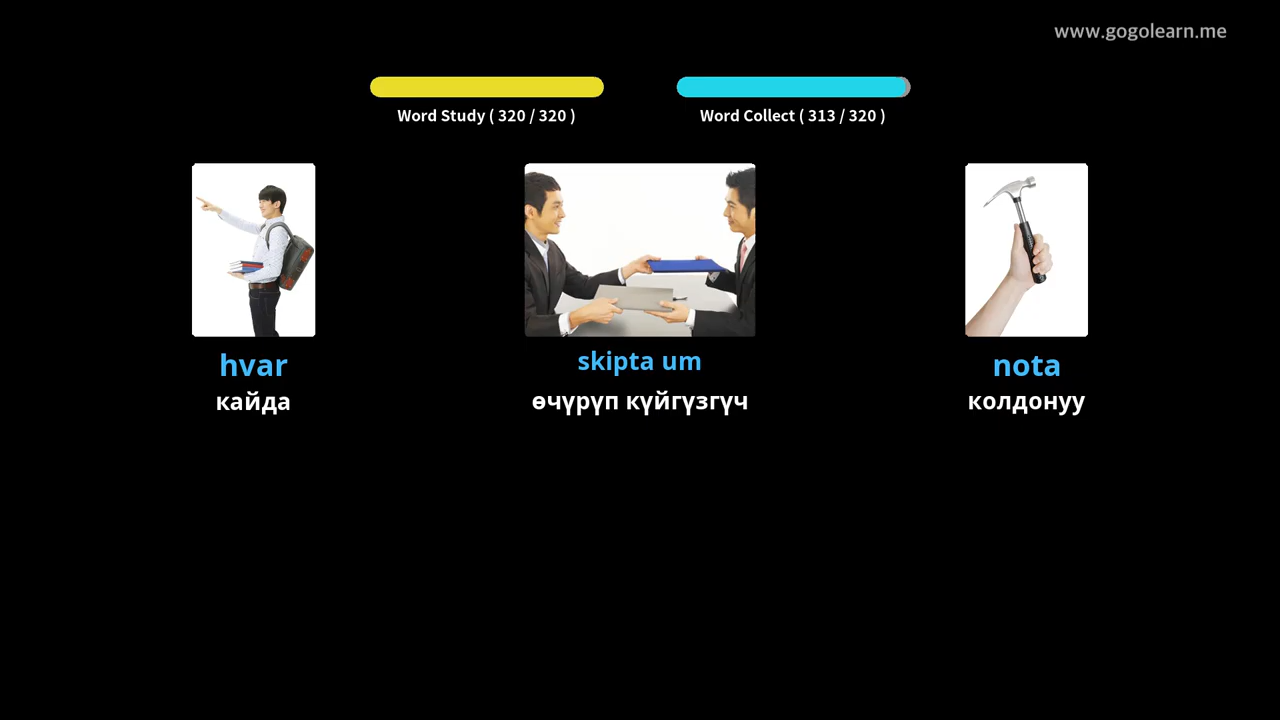 www.gogolearn.me
Word Study ( 320 / 320 )
Word Collect ( 313 / 320 )
hvar
skipta um
nota
кайда
өчүрүп күйгүзгүч
колдонуу